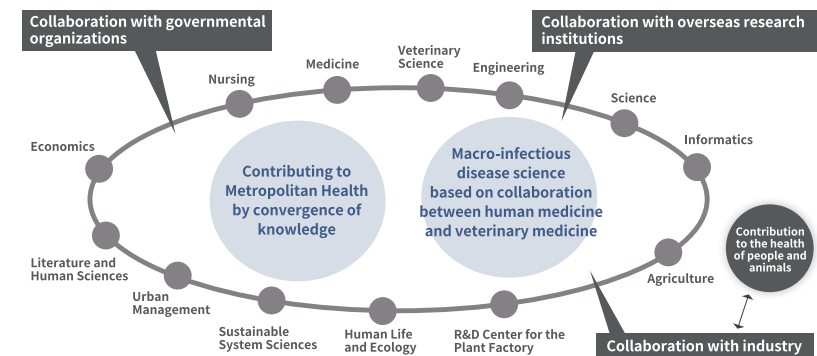 Collaboration with governmental
organizations
Collaboration with overseas research
institutions
Veterinary
Science
Medicine
Engineering
Nursing
Science
Informatics
Economics
Contributing to
Metropolitan Health
by convergence of
knowledge
Macro-infectious
disease science
based on collaboration
between human medicine
and veterinary medicine
Contribution
to the health
of people and
animals
Literature and
Human Sciences
Agriculture
Urban
Management
Sustainable
System Sciences
Human Life
and Ecology
R&D Center for the
Plant Factory
Collaboration with industry